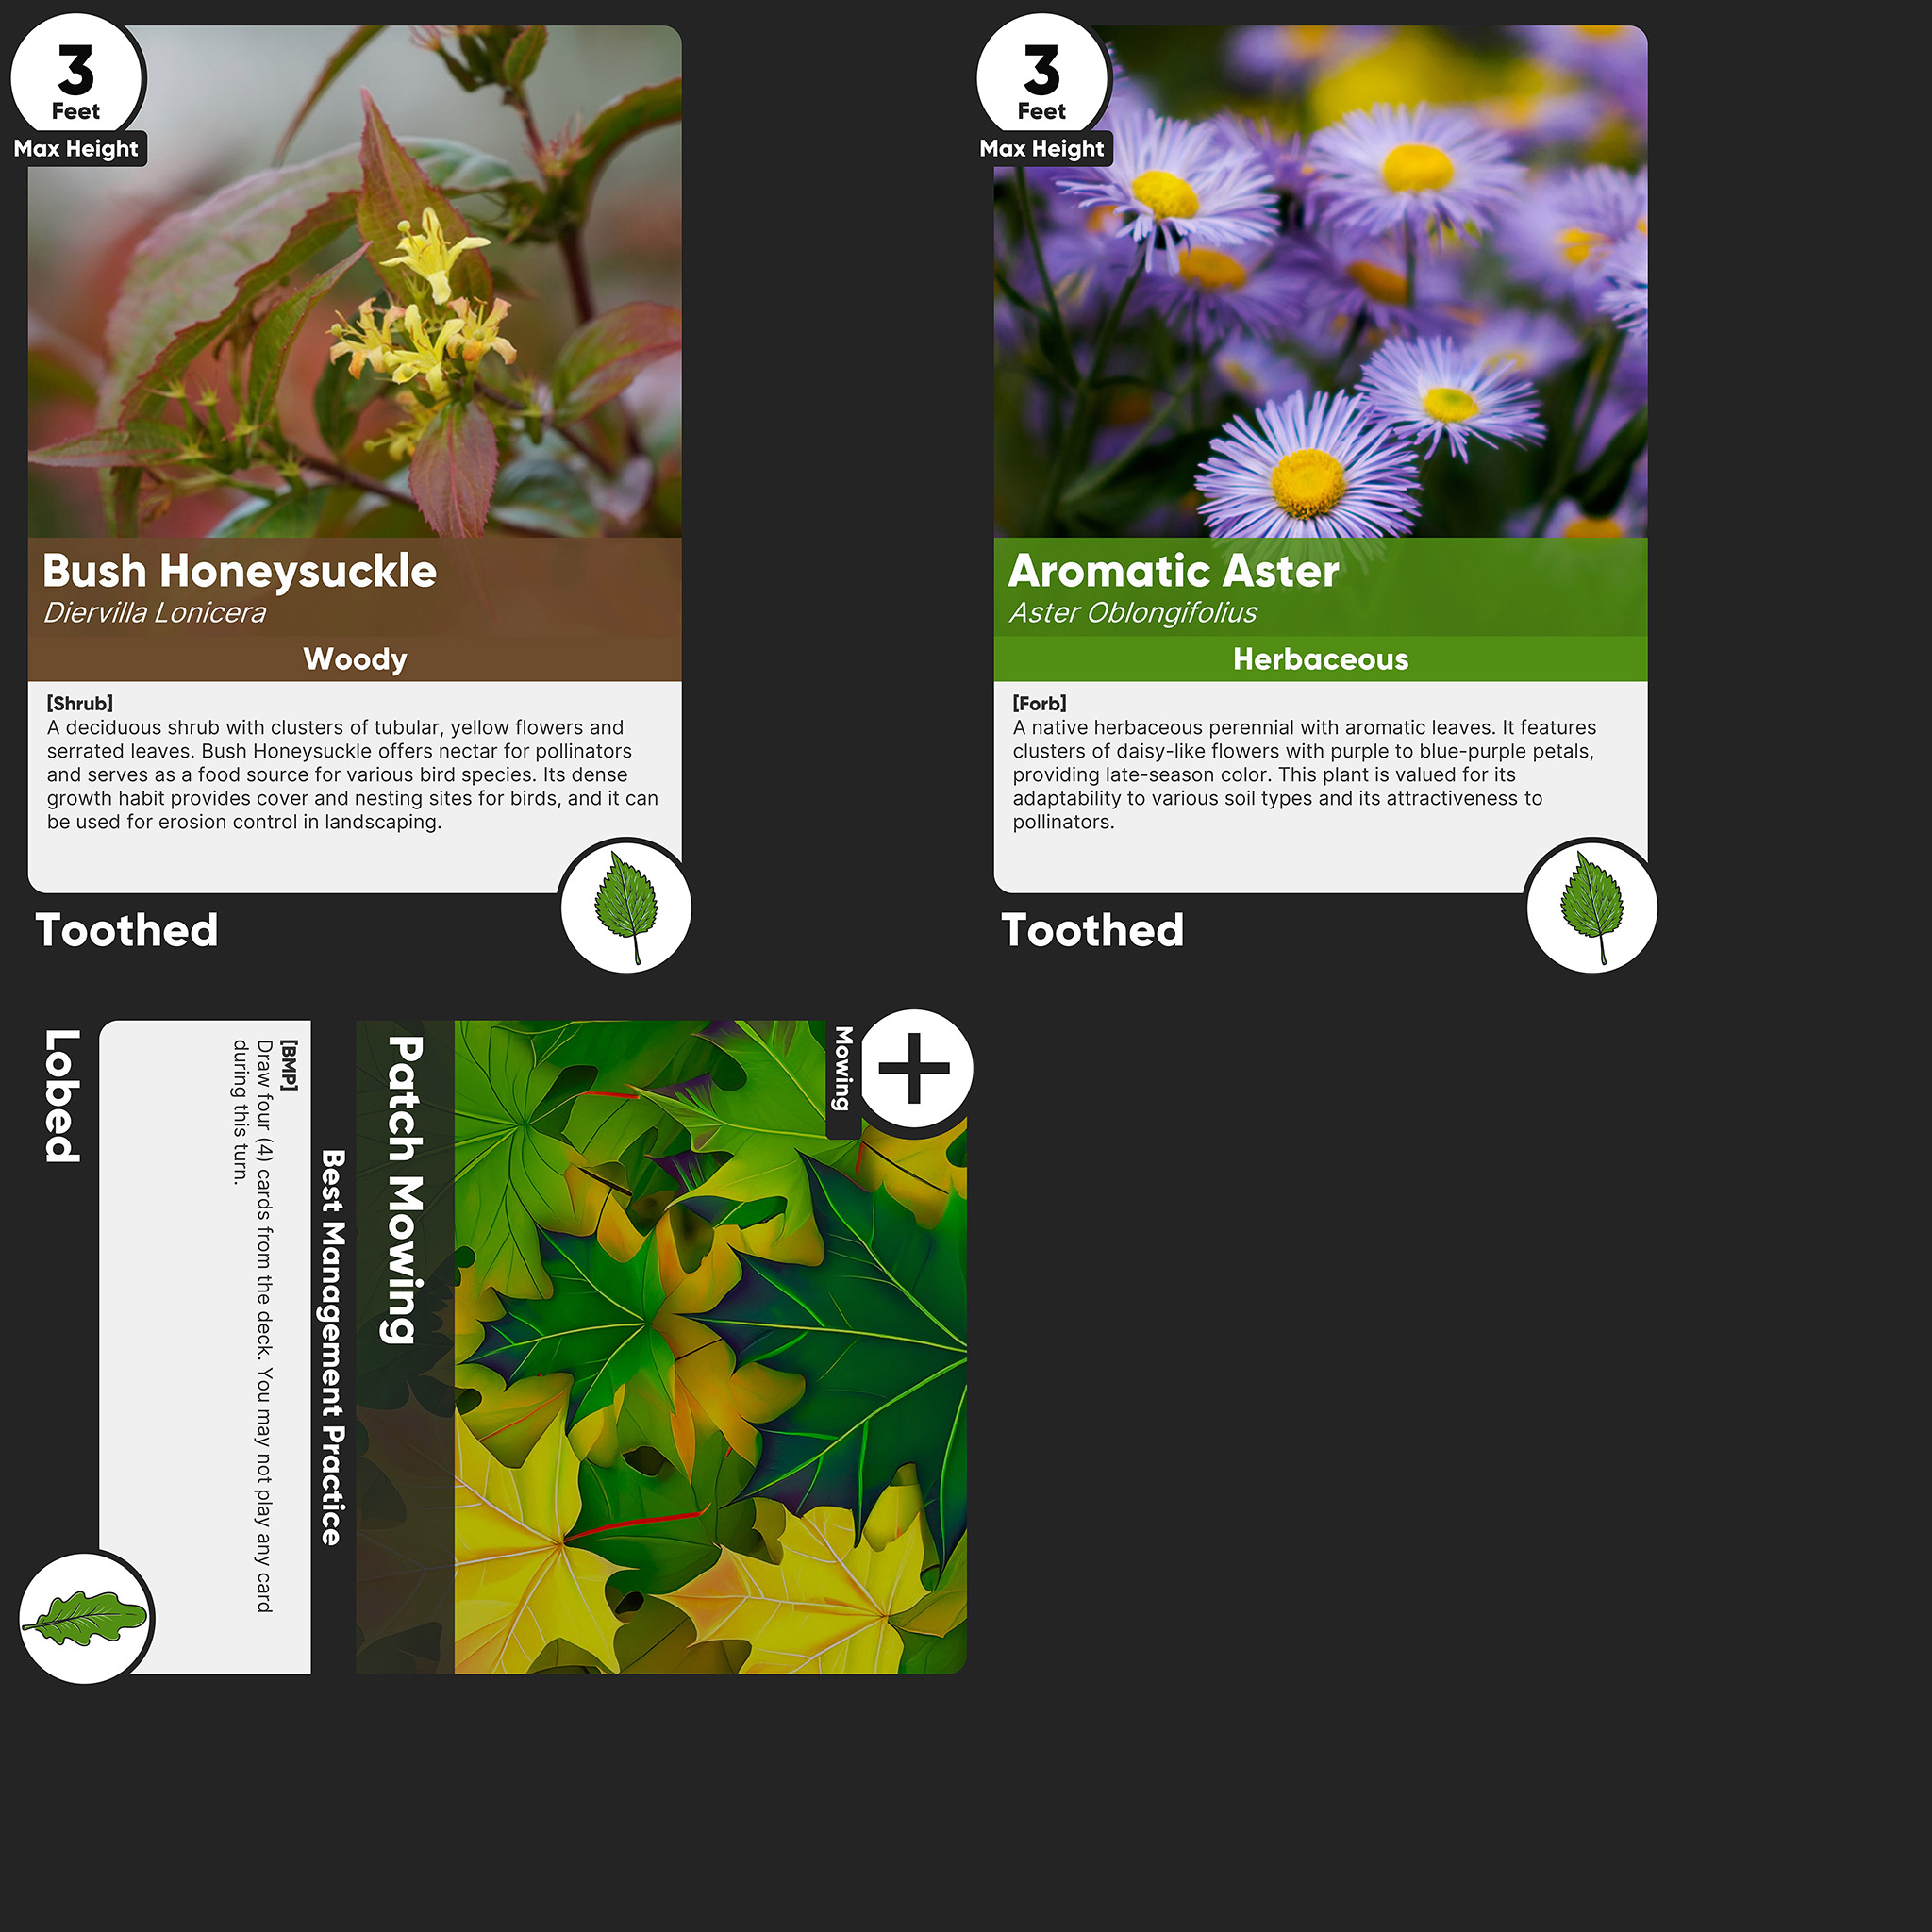 3
Feet
Max Height
Bush Honeysuckle
Diervilla Lonicera
Woody
[Shrub]
A deciduous shrub with clusters of tubular, yellow flowers and
serrated leaves. Bush Honeysuckle offers nectar for pollinators
and serves as a food source for various bird species. Its dense
growth habit provides cover and nesting sites for birds, and it can
be used for erosion control in landscaping.
Toothed
3
Feet
Max Height
Aromatic Aster
Aster Oblongifolius
Herbaceous
[Forb]
A native herbaceous perennial with aromatic leaves. It features
clusters of daisy-like flowers with purple to blue-purple petals,
providing late-season color. This plant is valued for its
adaptability to various soil types and its attractiveness to
pollinators.
Toothed
+
Mowing
Patch Mowing
Best Management Practice
[BMP]
Draw four (4) cards from the deck. You may not play any card
during this turn.
Lobed